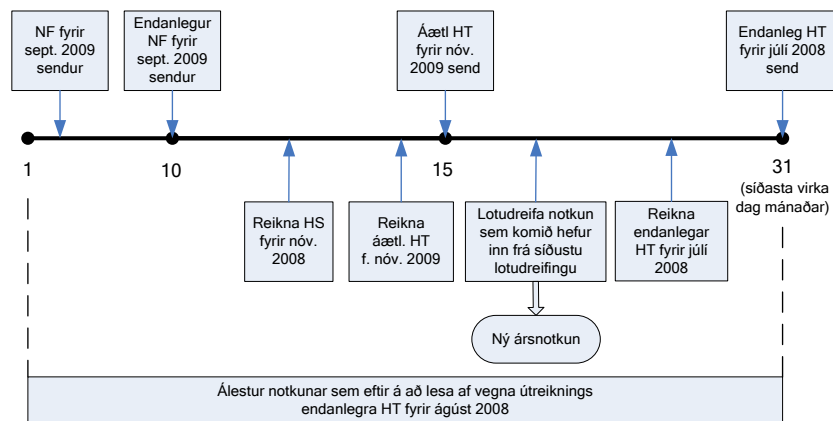 NF fyrir
sept. 2009
sendur
Endanlegur
NF fyrir
sept. 2009
sendur
Áætl HT
fyrir nóv.
2009 send
Endanleg HT
fyrir júlí 2008
send
1
10
15
31
(síðasta virka
dag mánaðar)
Reikna HS
fyrir nóv.
2008
Reikna
áætl. HT
f. nóv. 2009
Lotudreifa notkun
sem komið hefur
inn frá síðustu
lotudreifingu
Reikna
endanlegar
HT fyrir júlí
2008
Ný ársnotkun
Álestur notkunar sem eftir á að lesa af vegna útreiknings
endanlegra HT fyrir ágúst 2008